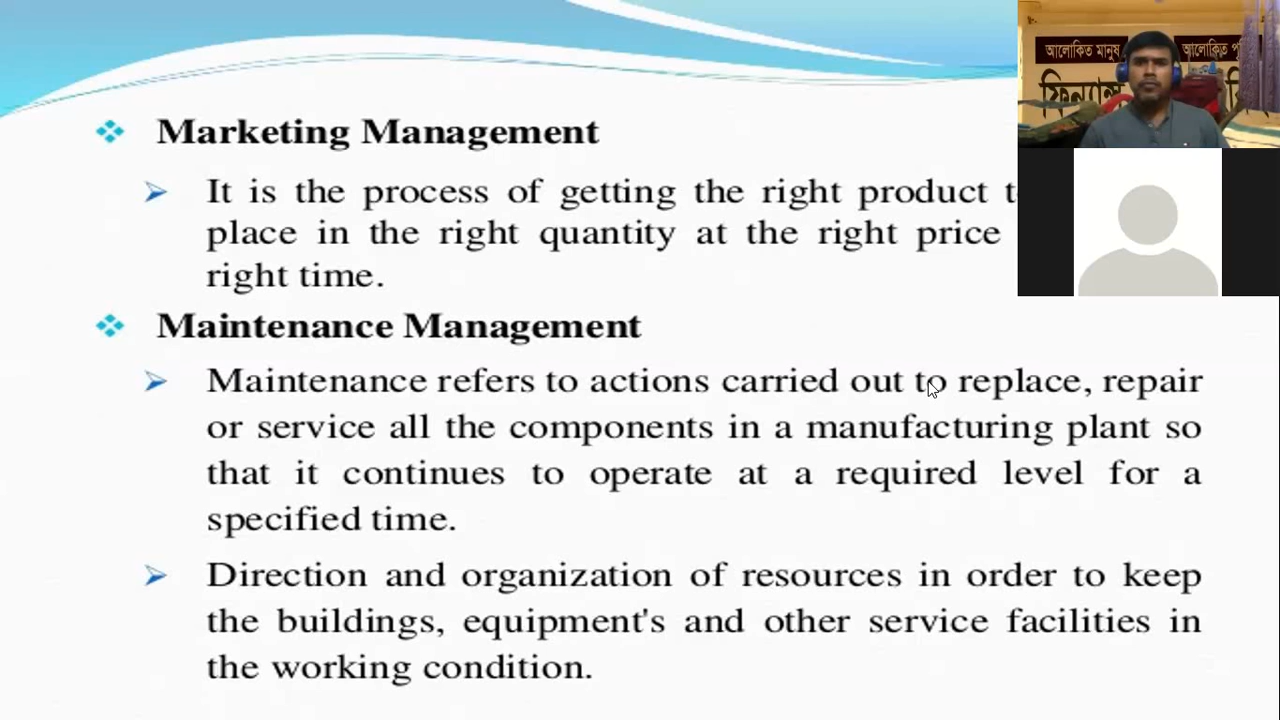 Marketing Management
It is the process of getting the right product
place in the right quantity at the right price
right time.
Maintenance Management
Maintenance refers to actions carried out to replace, repair
or service all the components in a manufacturing plant so
that it continues to operate at a required level for a
specified time.
Direction and organization of resources in order to keep
the buildings, equipment's and other service facilities in
the working condition.
আলোকিত মানুষ
আলোকিত